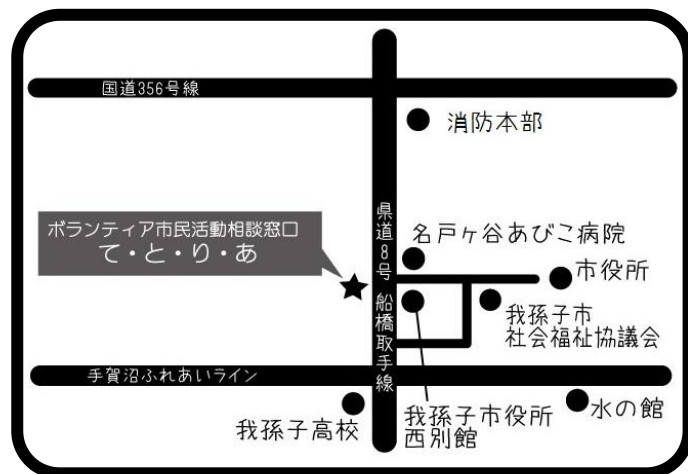 国道356号線
消防本部
ボランティア市民活動相談窓口
て・と・り・あ
県道8号 船橋取手線
名戸ヶ谷あびこ病院
市役所
我孫子市
社会福祉協議会
手賀沼ふれあいライン
我孫子高校
我孫子市役所
西別館
水の館